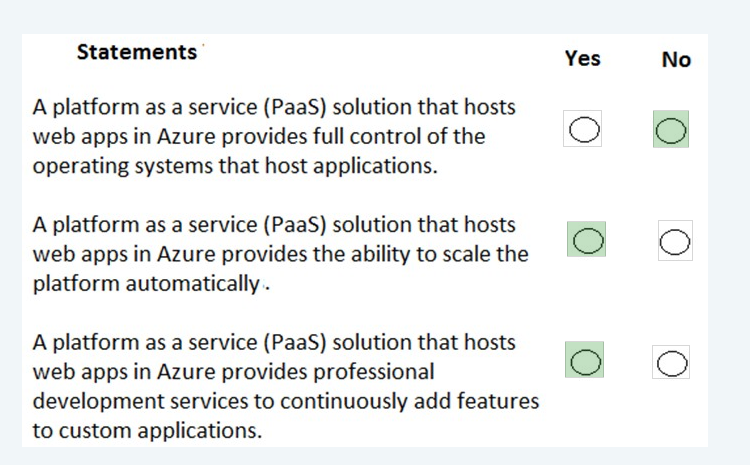 Statements Yes No
A platform as a service (PaaS) solution that hosts
web apps in Azure provides full control of the
operating systems that host applications.
A platform as a service (PaaS) solution that hosts
web apps in Azure provides the ability to scale the
platform automatically.
A platform as a service (PaaS) solution that hosts
web apps in Azure provides professional
development services to continuously add features
to custom applications.